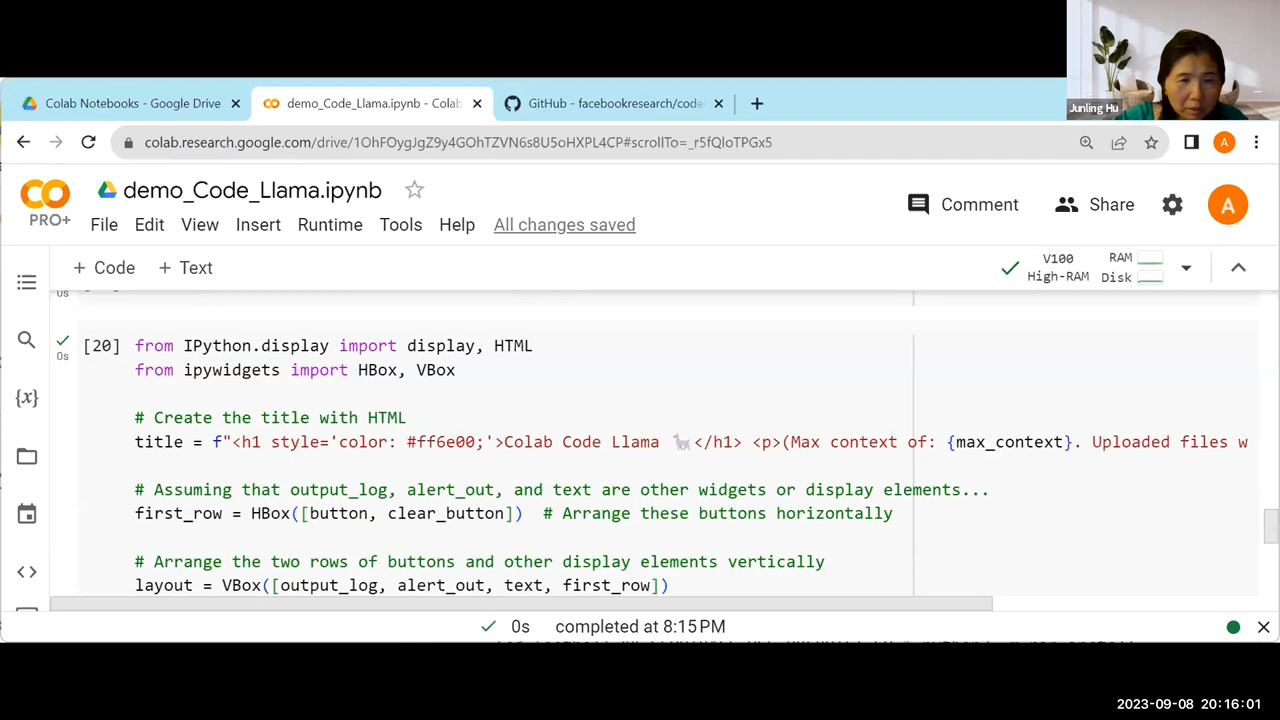 Junling Hu
Colab Notebooks - Google Drive
demo_Code_Llama.ipynb - Colab
GitHub - facebookresearch/code
colab.research.google.com/drive/1OhFOygJgZ9y4GOhTZVNKs8U5oHXPL4CP#scrollTo=_r5fQIoTPGx5
A
demo_Code_Llama.ipynb
PRO+
File Edit View Insert Runtime Tools Help All changes saved
Comment
Share
A
+ Code + Text
V100
High-RAM
RAM
Disk
0s
[20]
0s
from IPython.display import display, HTML
from ipywidgets import HBox, VBox
# Create the title with HTML
title = f"<h1 style='color: #ff6e00;'>Colab Code Llama 🦙</h1> <p>(Max context of: {max_context}. Uploaded files w
# Assuming that output_log, alert_out, and text are other widgets or display elements...
first_row = HBox([button, clear_button])  # Arrange these buttons horizontally
# Arrange the two rows of buttons and other display elements vertically
layout = VBox([output_log, alert_out, text, first_row])
{x}
0s completed at 8:15 PM
2023-09-08 20:16:01